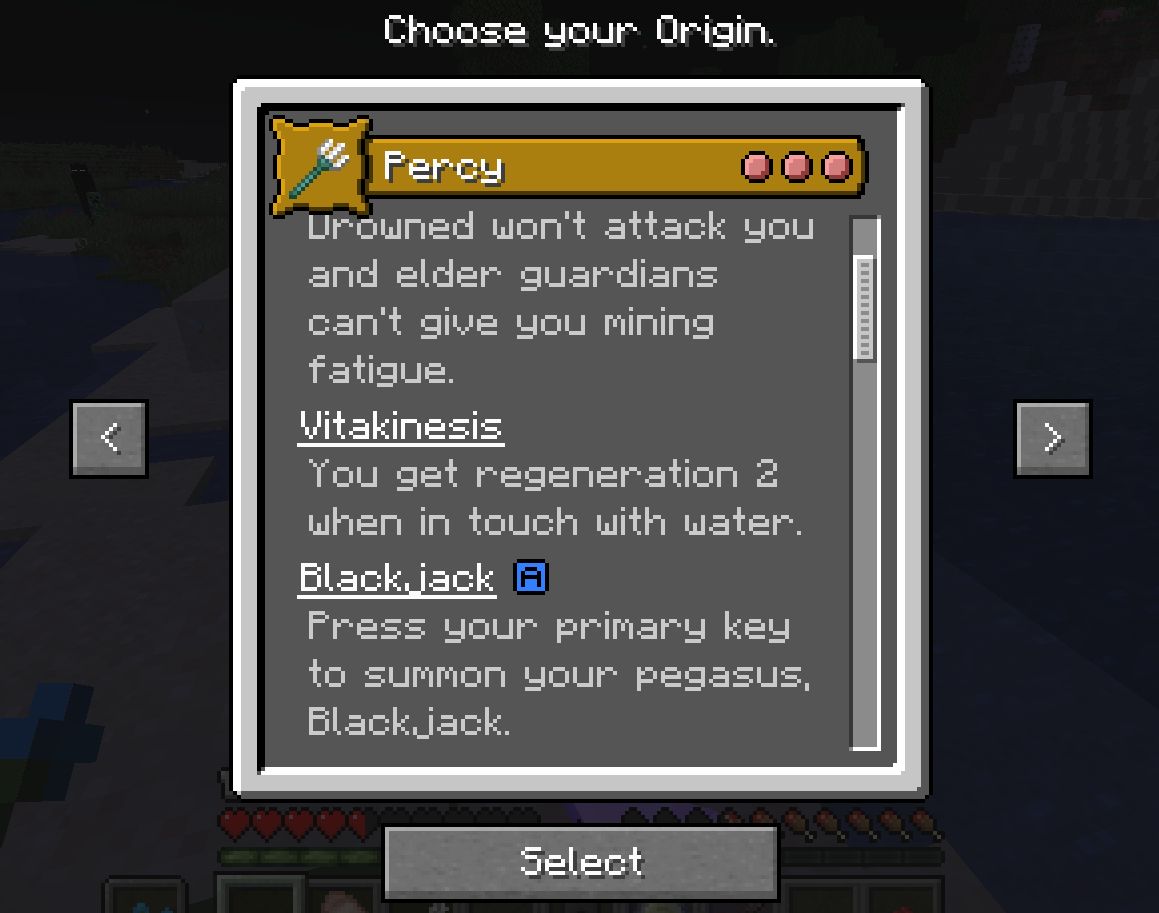 Choose your Origin.
Percy
Drowned won't attack you
and elder guardians
can't give you mining
fatigue.
Vitakinesis
You get regeneration 2
when in touch with water.
Blackjack A
Press your primary key
to summon your pegasus,
Blackjack.
<
>
Select